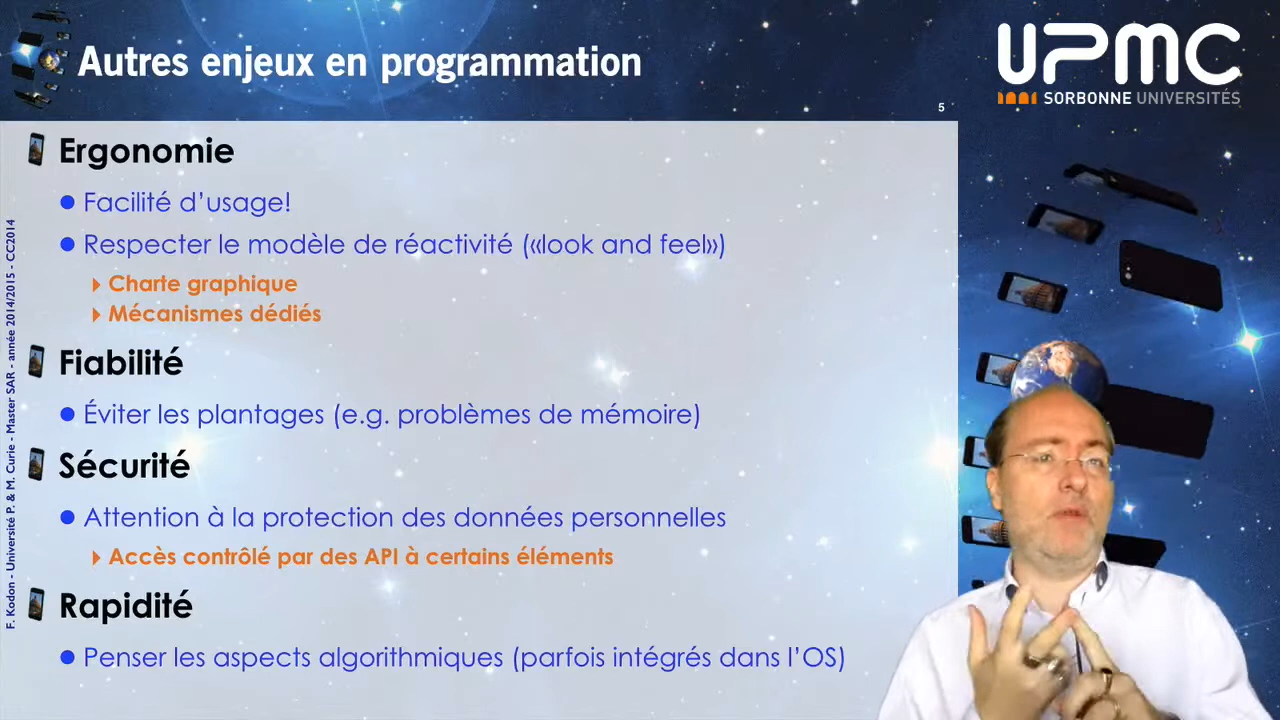 Autres enjeux en programmation
UPMC
SORBONNE UNIVERSITÉS
5
Ergonomie
Facilité d'usage!
Respecter le modèle de réactivité («look and feel»)
Charte graphique
Mécanismes dédiés
Fiabilité
Éviter les plantages (e.g. problèmes de mémoire)
Sécurité
Attention à la protection des données personnelles
Accès contrôlé par des API à certains éléments
Rapidité
Penser les aspects algorithmiques (parfois intégrés dans l'OS)
F. Kodon - Université P. & M. Curie - Master SAR - année 2014/2015 - CC2014